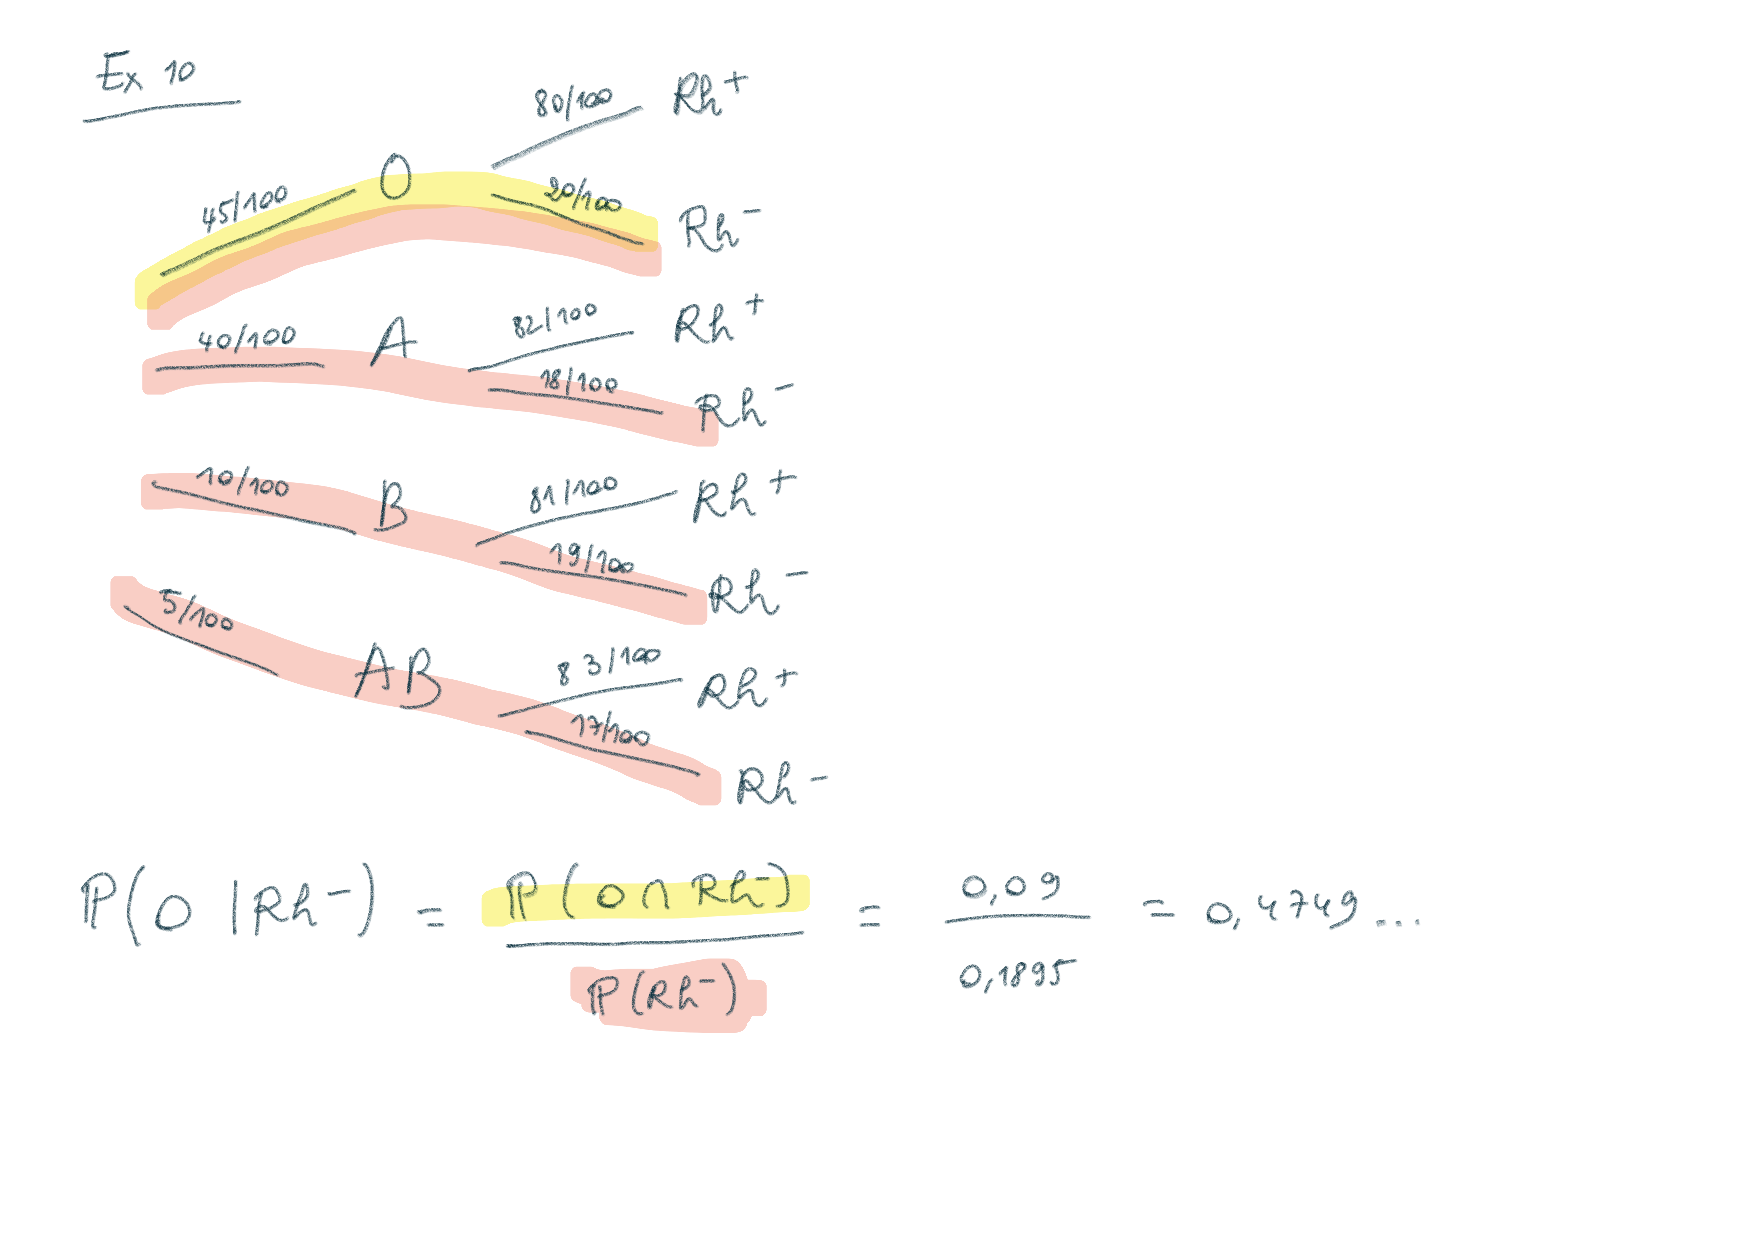 Ex 10
80/100 Rh+
45/100 O 20/100 Rh-
40/100 A 82/100 Rh+
18/100 Rh-
10/100 B 81/100 Rh+
19/100 Rh-
5/100 AB 83/100 Rh+
17/100 Rh-
ℙ(O|Rh-) = ℙ(O∩Rh-) / ℙ(Rh-) = 0,09 / 0,1895 = 0,4749...